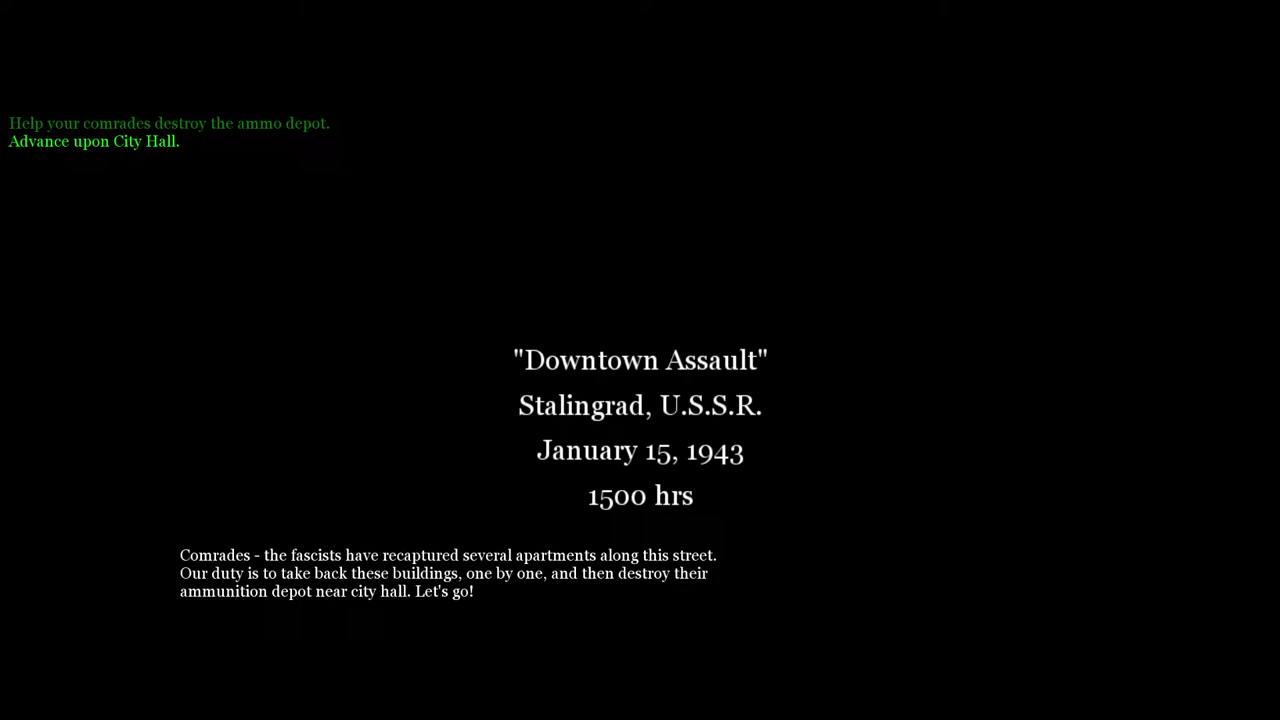 Help your comrades destroy the ammo depot.
Advance upon City Hall.
"Downtown Assault"
Stalingrad, U.S.S.R.
January 15, 1943
1500 hrs
Comrades - the fascists have recaptured several apartments along this street.
Our duty is to take back these buildings, one by one, and then destroy their
ammunition depot near city hall. Let's go!